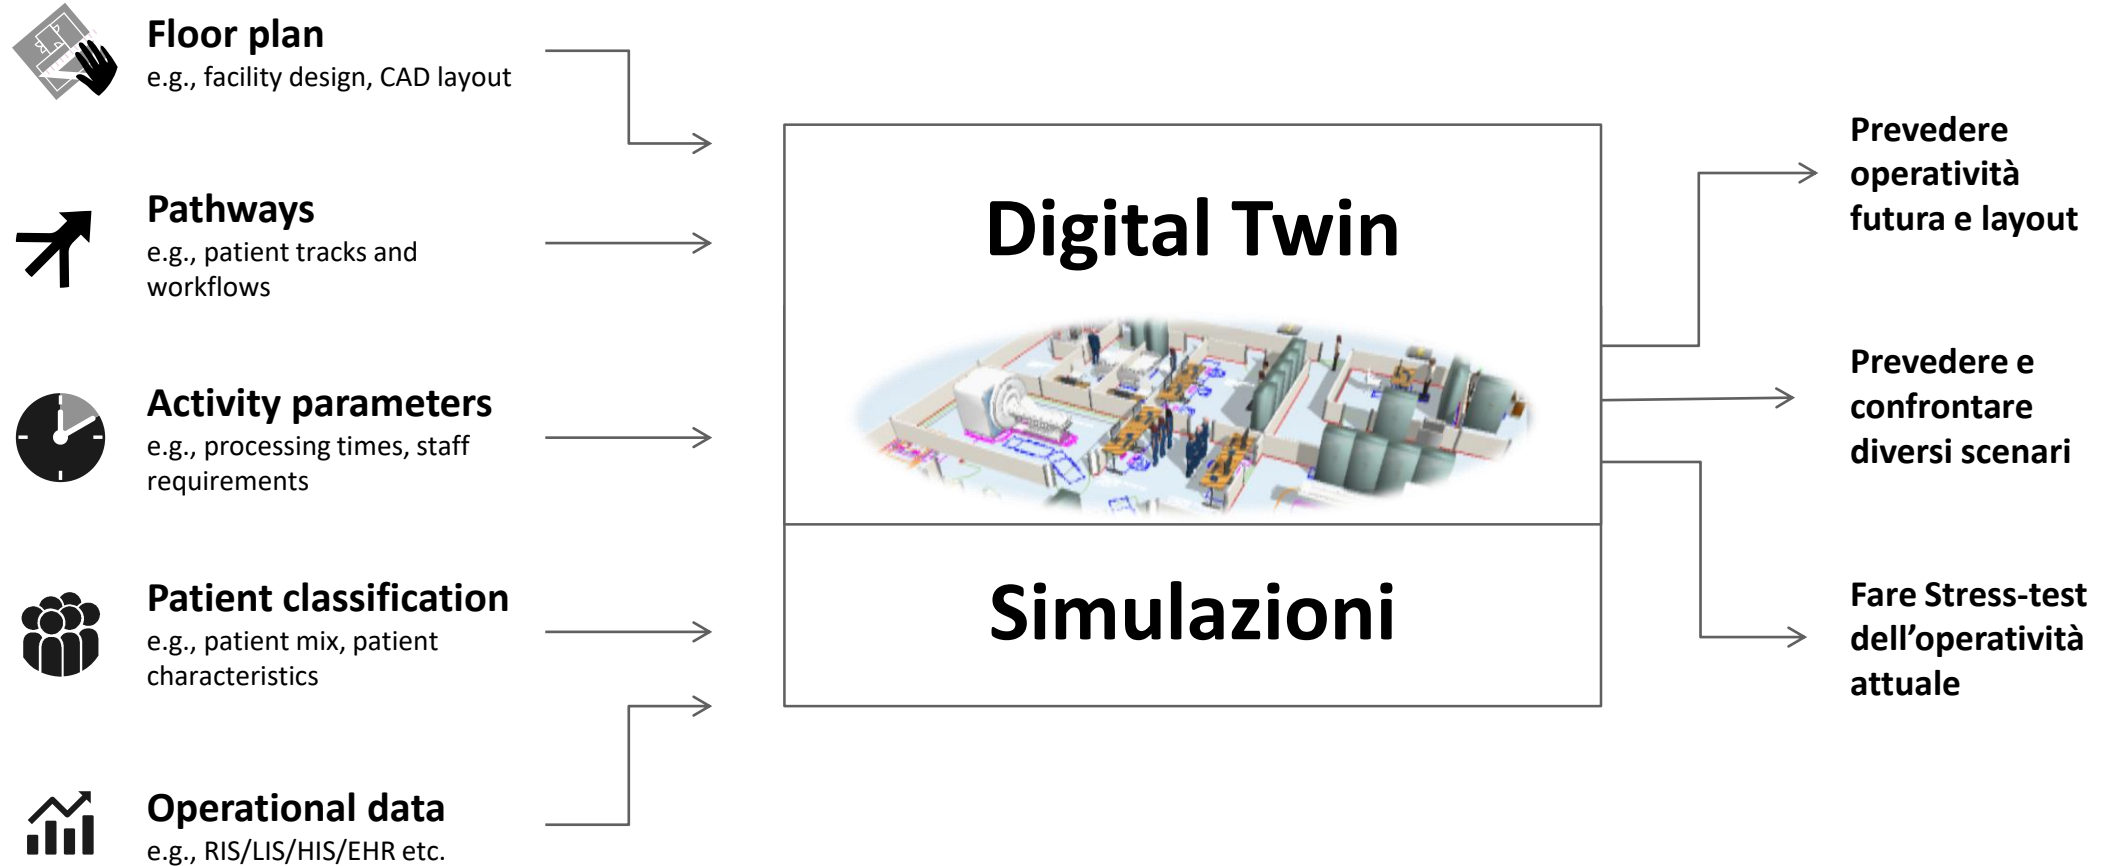 Floor plan
e.g., facility design, CAD layout
Pathways
e.g., patient tracks and
workflows
Activity parameters
e.g., processing times, staff
requirements
Patient classification
e.g., patient mix, patient
characteristics
Operational data
e.g., RIS/LIS/HIS/EHR etc.
Digital Twin
Simulazioni
Prevedere
operatività
futura e layout
Prevedere e
confrontare
diversi scenari
Fare Stress-test
dell’operatività
attuale